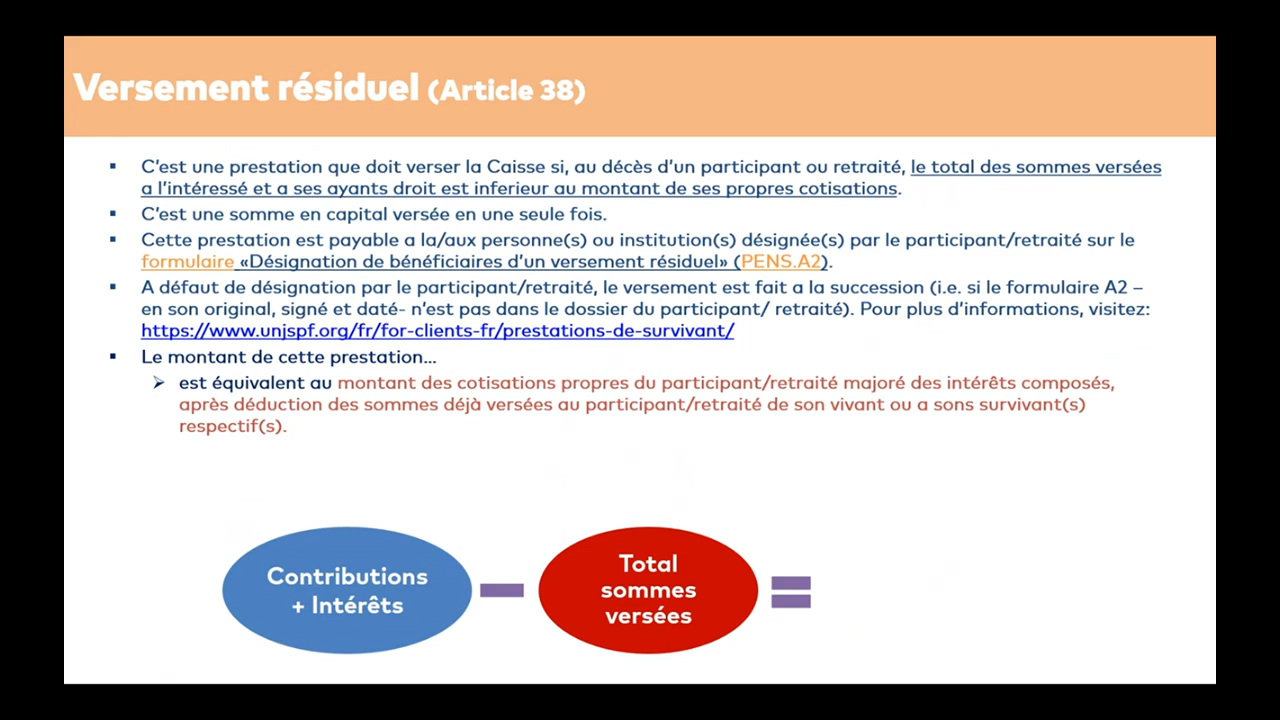 Versement résiduel (Article 38)
▪ C'est une prestation que doit verser la Caisse si, au décès d'un participant ou retraité, le total des sommes versées
a l'intéressé et a ses ayants droit est inferieur au montant de ses propres cotisations.
▪ C'est une somme en capital versée en une seule fois.
▪ Cette prestation est payable a la/aux personne(s) ou institution(s) désignée(s) par le participant/retraité sur le
formulaire «Désignation de bénéficiaires d'un versement résiduel» (PENS.A2).
▪ A défaut de désignation par le participant/retraité, le versement est fait a la succession (i.e. si le formulaire A2 –
en son original, signé et daté- n'est pas dans le dossier du participant/ retraité). Pour plus d'informations, visitez:
https://www.unjspf.org/fr/for-clients-fr/prestations-de-survivant/
▪ Le montant de cette prestation...
➢ est équivalent au montant des cotisations propres du participant/retraité majoré des intérêts composés,
après déduction des sommes déjà versées au participant/retraité de son vivant ou a sons survivant(s)
respectif(s).
Contributions
+ Intérêts
Total
sommes
versées